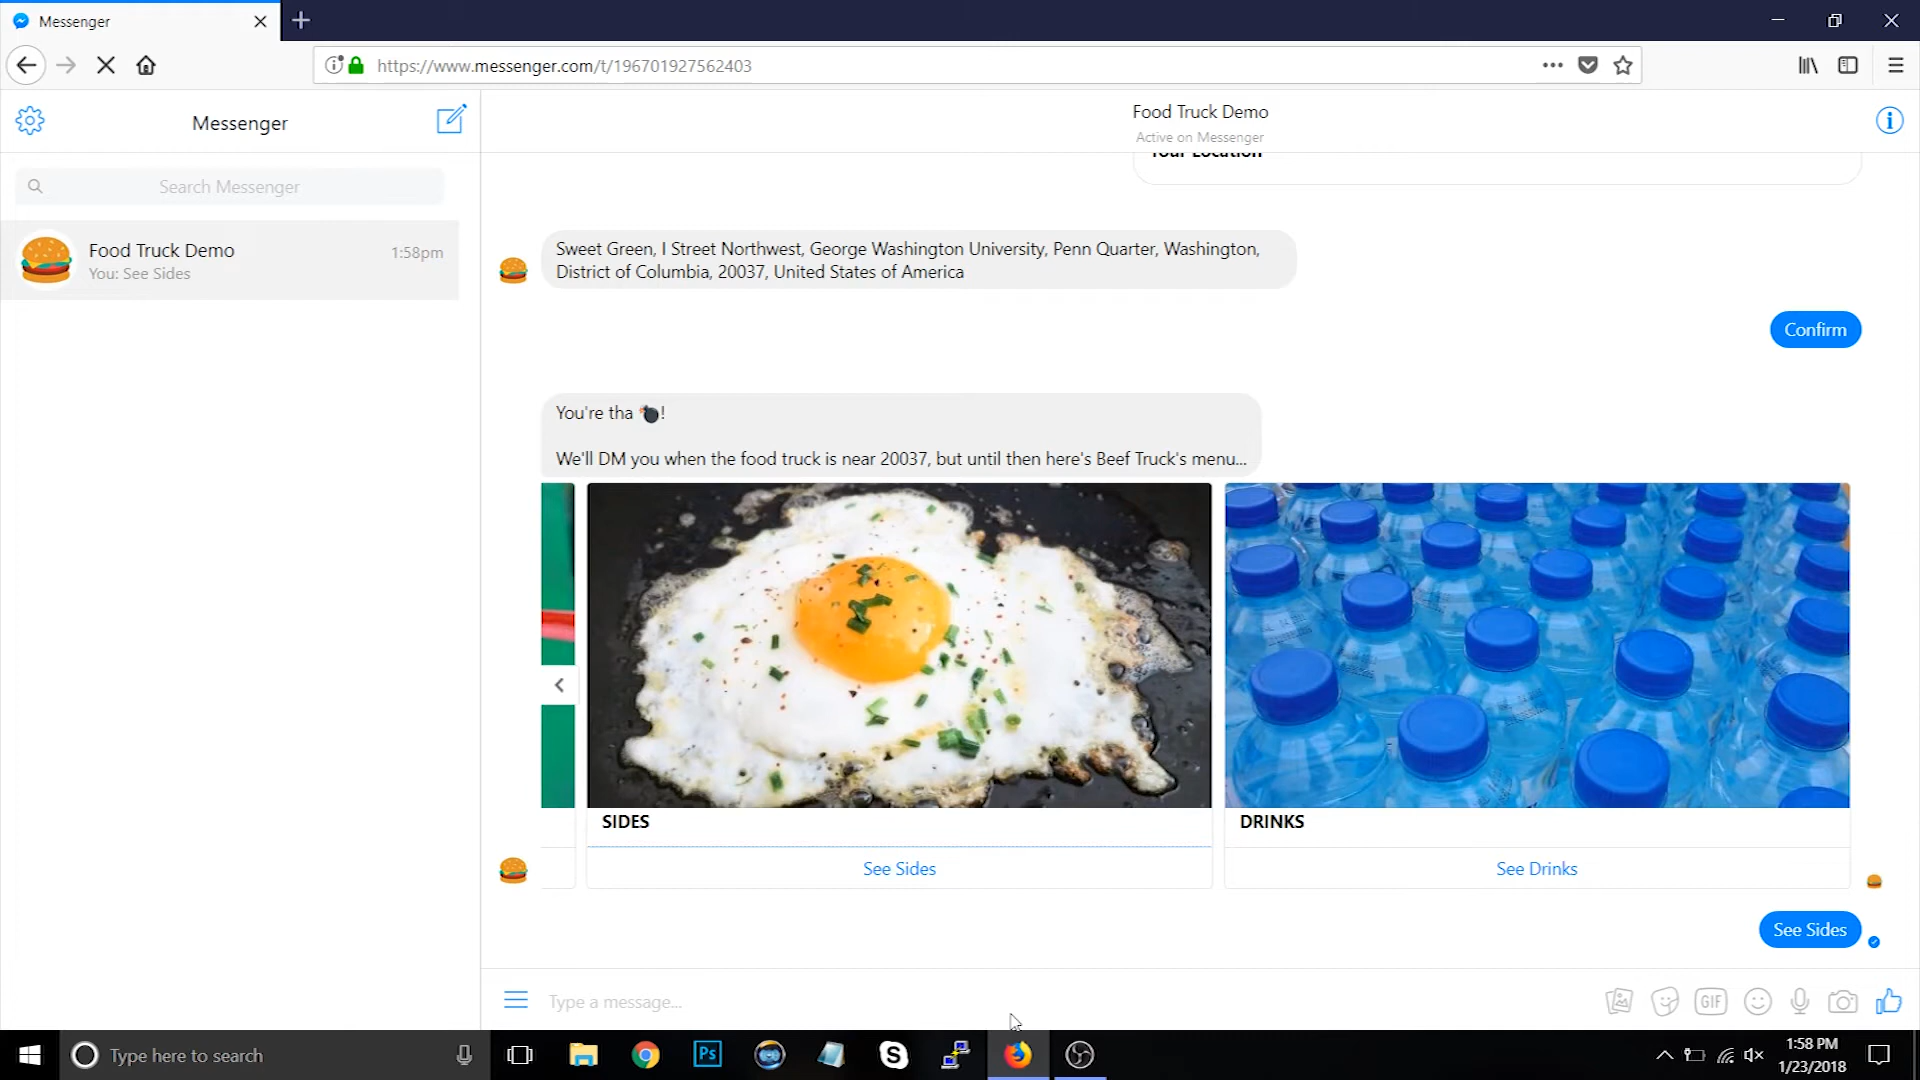 Messenger
https://www.messenger.com/t/196701927562403
Messenger
Search Messenger
Food Truck Demo
1:58pm
You: See Sides
Food Truck Demo
Active on Messenger
Your Location
Sweet Green, I Street Northwest, George Washington University, Penn Quarter, Washington,
District of Columbia, 20037, United States of America
Confirm
You're tha 💣!
We'll DM you when the food truck is near 20037, but until then here's Beef Truck's menu...
SIDES
See Sides
DRINKS
See Drinks
See Sides
Type a message...
GIF
Type here to search
Ps
S
1:58 PM
1/23/2018